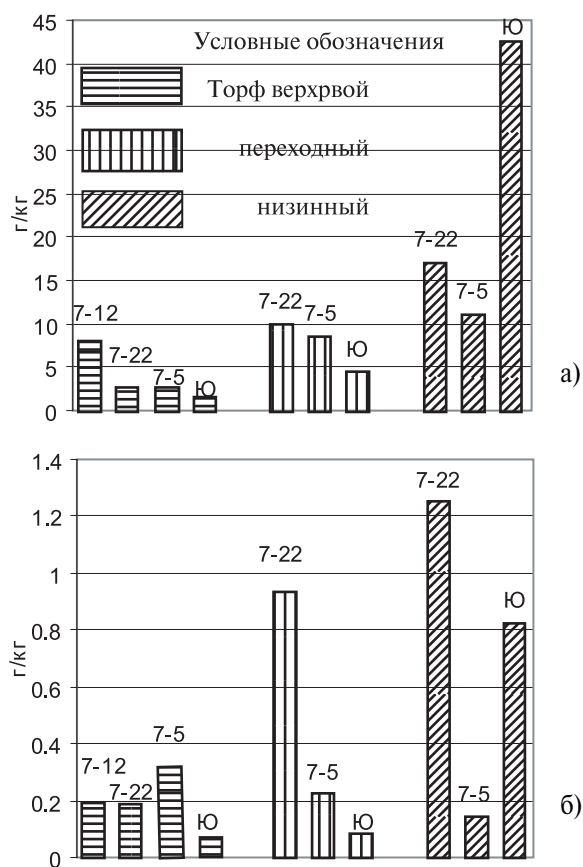 45
40
35
30
25
20
15
10
5
0
г/кг
Условные обозначения
Торф верхрвой
переходный
низинный
7-12
7-22
7-5
Ю
7-22
7-5
Ю
7-22
7-5
Ю
а)
1.4
1.2
1
0.8
0.6
0.4
0.2
0
г/кг
7-12
7-22
7-5
Ю
7-22
7-5
Ю
7-22
7-5
Ю
б)